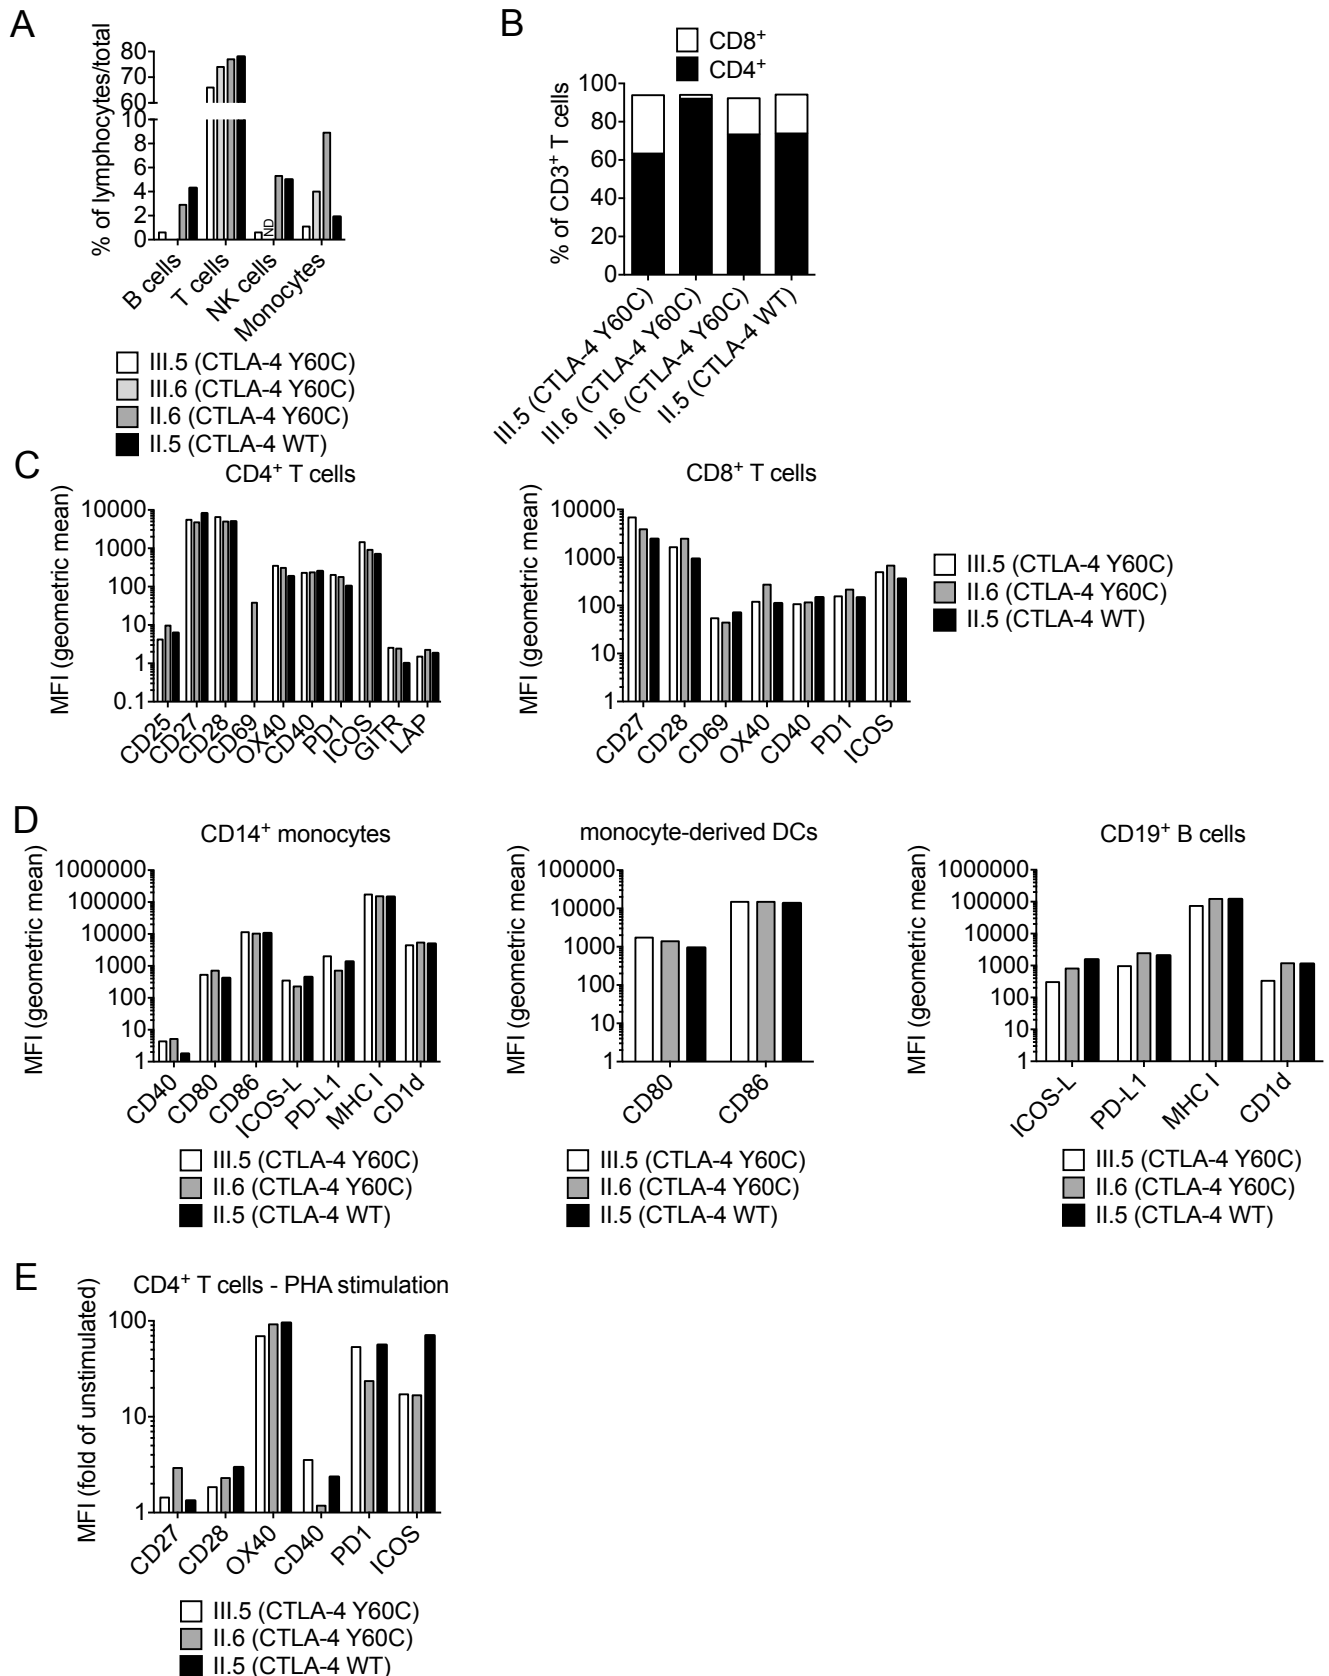 A
% of lymphocytes/total
80
70
60
10
8
6
4
2
0
ND
B cells
T cells
NK cells
Monocytes
III.5 (CTLA-4 Y60C)
III.6 (CTLA-4 Y60C)
II.6 (CTLA-4 Y60C)
II.5 (CTLA-4 WT)
B
CD8+
CD4+
% of CD3+ T cells
100
80
60
40
20
0
III.5 (CTLA-4 Y60C)
III.6 (CTLA-4 Y60C)
II.6 (CTLA-4 Y60C)
II.5 (CTLA-4 WT)
C
CD4+ T cells
MFI (geometric mean)
10000
1000
100
10
1
0.1
CD25
CD27
CD28
CD69
OX40
CD40
PD1
ICOS
GITR
LAP
CD8+ T cells
MFI (geometric mean)
10000
1000
100
10
1
CD27
CD28
CD69
OX40
CD40
PD1
ICOS
III.5 (CTLA-4 Y60C)
II.6 (CTLA-4 Y60C)
II.5 (CTLA-4 WT)
D
CD14+ monocytes
MFI (geometric mean)
1000000
100000
10000
1000
100
10
1
CD40
CD80
CD86
ICOS-L
PD-L1
MHC I
CD1d
III.5 (CTLA-4 Y60C)
II.6 (CTLA-4 Y60C)
II.5 (CTLA-4 WT)
monocyte-derived DCs
MFI (geometric mean)
100000
10000
1000
100
10
1
CD80
CD86
III.5 (CTLA-4 Y60C)
II.6 (CTLA-4 Y60C)
II.5 (CTLA-4 WT)
CD19+ B cells
MFI (geometric mean)
1000000
100000
10000
1000
100
10
1
ICOS-L
PD-L1
MHC I
CD1d
III.5 (CTLA-4 Y60C)
II.6 (CTLA-4 Y60C)
II.5 (CTLA-4 WT)
E
CD4+ T cells - PHA stimulation
MFI (fold of unstimulated)
100
10
1
CD27
CD28
OX40
CD40
PD1
ICOS
III.5 (CTLA-4 Y60C)
II.6 (CTLA-4 Y60C)
II.5 (CTLA-4 WT)